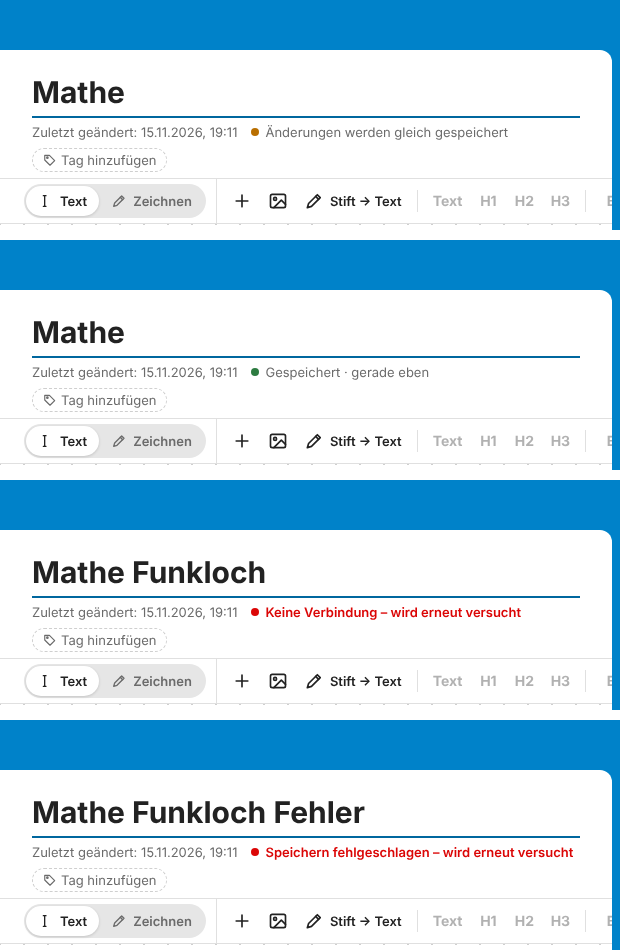 Mathe
Zuletzt geändert: 15.11.2026, 19:11 Änderungen werden gleich gespeichert
Tag hinzufügen
Text Zeichnen Stift → Text Text H1 H2 H3
Mathe
Zuletzt geändert: 15.11.2026, 19:11 Gespeichert · gerade eben
Tag hinzufügen
Text Zeichnen Stift → Text Text H1 H2 H3
Mathe Funkloch
Zuletzt geändert: 15.11.2026, 19:11 Keine Verbindung – wird erneut versucht
Tag hinzufügen
Text Zeichnen Stift → Text Text H1 H2 H3
Mathe Funkloch Fehler
Zuletzt geändert: 15.11.2026, 19:11 Speichern fehlgeschlagen – wird erneut versucht
Tag hinzufügen
Text Zeichnen Stift → Text Text H1 H2 H3